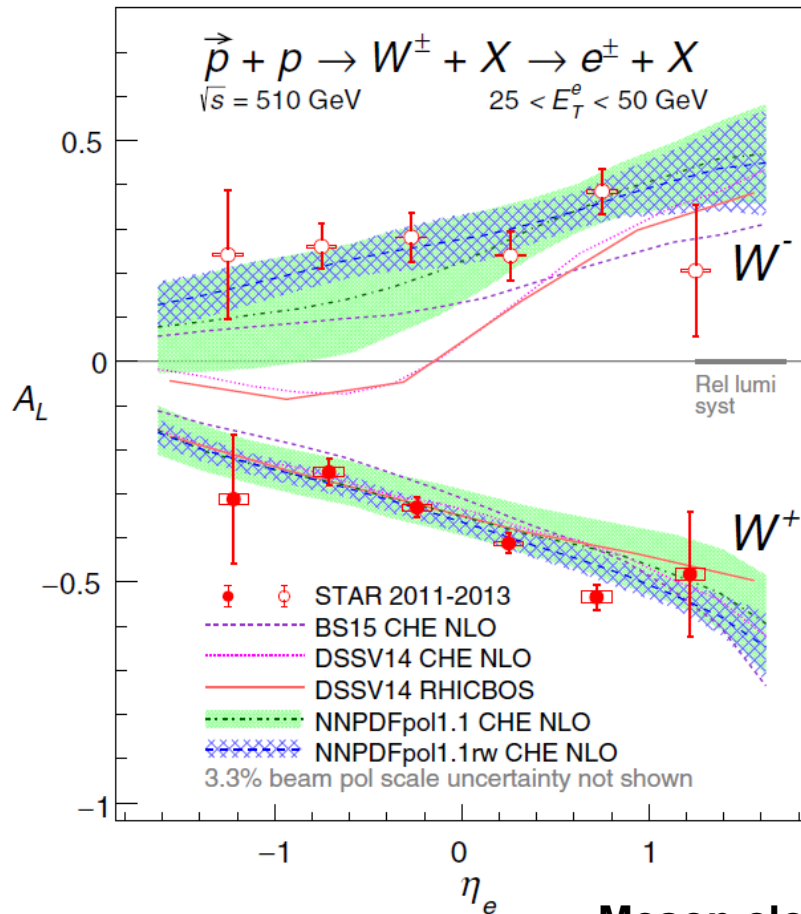 p⃗ + p → W± + X → e± + X
√s = 510 GeV 25 < E_T^e < 50 GeV
0.5
W⁻
0
Rel lumi
syst
A_L
W⁺
−0.5
STAR 2011-2013
BS15 CHE NLO
DSSV14 CHE NLO
DSSV14 RHICBOS
NNPDFpol1.1 CHE NLO
NNPDFpol1.1rw CHE NLO
3.3% beam pol scale uncertainty not shown
−1
−1 0 1
η_e